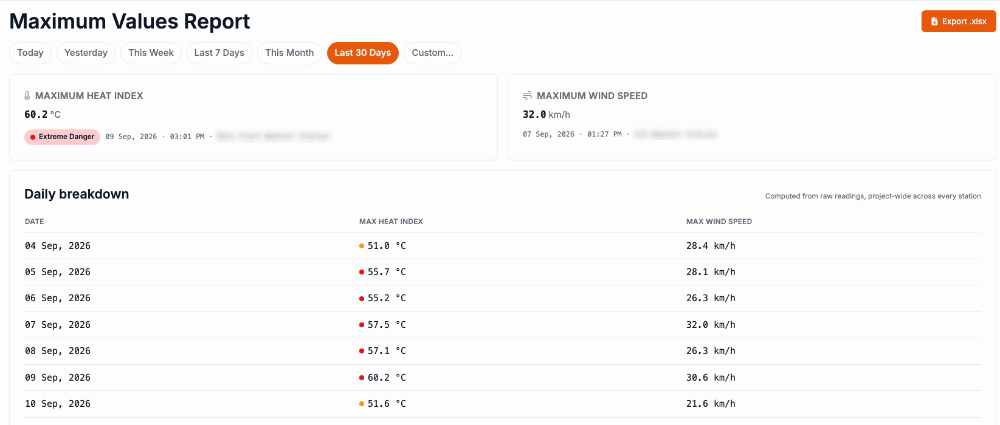 Maximum Values Report
Export .xlsx
Today Yesterday This Week Last 7 Days This Month Last 30 Days Custom...
MAXIMUM HEAT INDEX
60.2 °C
Extreme Danger 09 Sep, 2026 · 03:01 PM ·
MAXIMUM WIND SPEED
32.0 km/h
07 Sep, 2026 · 01:27 PM ·
Daily breakdown
Computed from raw readings, project-wide across every station
DATE MAX HEAT INDEX MAX WIND SPEED
04 Sep, 2026 51.0 °C 28.4 km/h
05 Sep, 2026 55.7 °C 28.1 km/h
06 Sep, 2026 55.2 °C 26.3 km/h
07 Sep, 2026 57.5 °C 32.0 km/h
08 Sep, 2026 57.1 °C 26.3 km/h
09 Sep, 2026 60.2 °C 30.6 km/h
10 Sep, 2026 51.6 °C 21.6 km/h